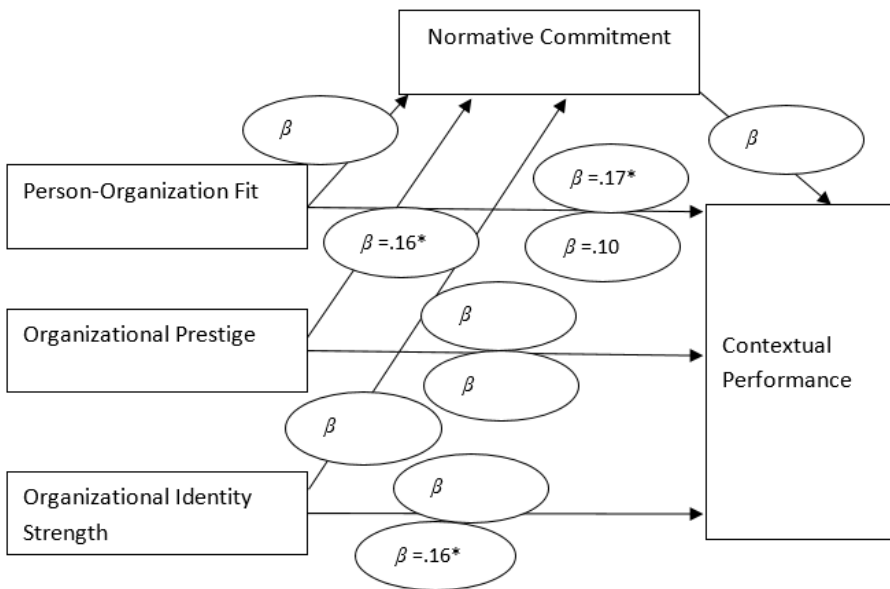 Normative Commitment
β
β
Person-Organization Fit
β =.17*
β =.16*
β =.10
Organizational Prestige
β
Contextual
Performance
β
β
Organizational Identity
Strength
β
β =.16*